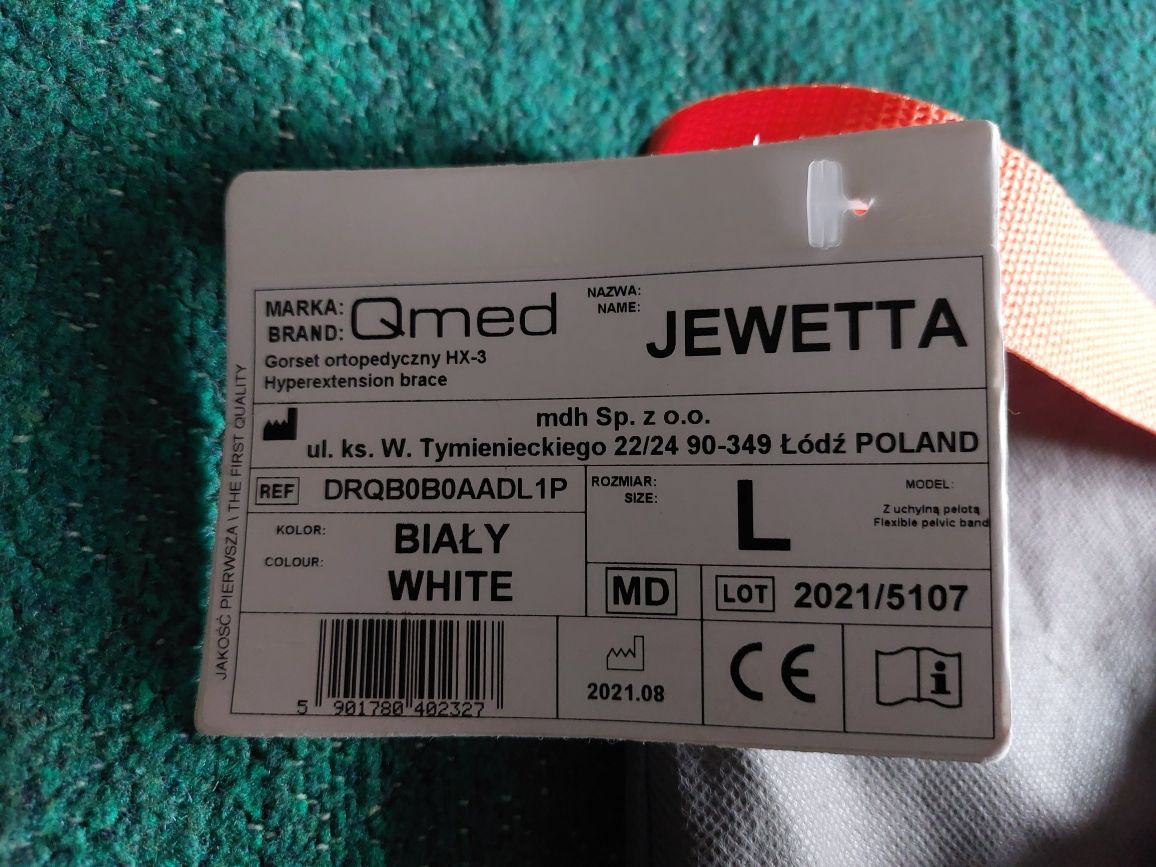 MARKA:
BRAND:
Qmed
Gorset ortopedyczny HX-3
Hyperextension brace
NAZWA:
NAME:
JEWETTA
mdh Sp. z o.o.
ul. ks. W. Tymienieckiego 22/24 90-349 Łódź POLAND
REF DRQB0B0AADL1P
ROZMIAR:
SIZE:
L
MODEL:
Z uchylną pelotą
Flexible pelvic band
KOLOR:
COLOUR:
BIAŁY
WHITE
MD
LOT 2021/5107
5 901780 402327
2021.08
CE
i
JAKOŚĆ PIERWSZA \ THE FIRST QUALITY